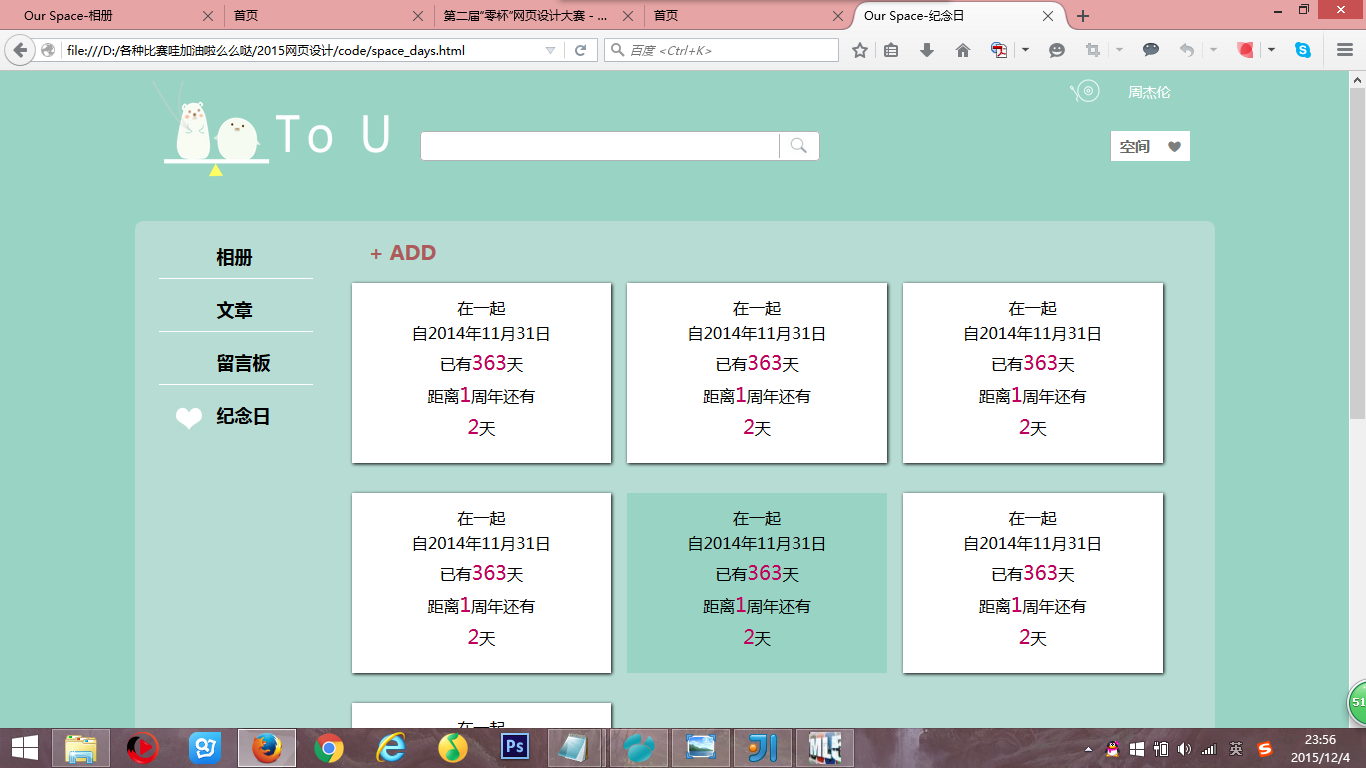 Our Space-相册
首页
第二届“零杯”网页设计大赛 - ...
首页
Our Space-纪念日
file:///D:/各种比赛哇加油啦么么哒/2015网页设计/code/space_days.html
百度 <Ctrl+K>
To U
周杰伦
空间
相册
文章
留言板
纪念日
+ ADD
在一起
自2014年11月31日
已有363天
距离1周年还有
2天
在一起
自2014年11月31日
已有363天
距离1周年还有
2天
在一起
自2014年11月31日
已有363天
距离1周年还有
2天
在一起
自2014年11月31日
已有363天
距离1周年还有
2天
在一起
自2014年11月31日
已有363天
距离1周年还有
2天
在一起
自2014年11月31日
已有363天
距离1周年还有
2天
在一起
51
Ps
JI
MLE
英
23:56
2015/12/4